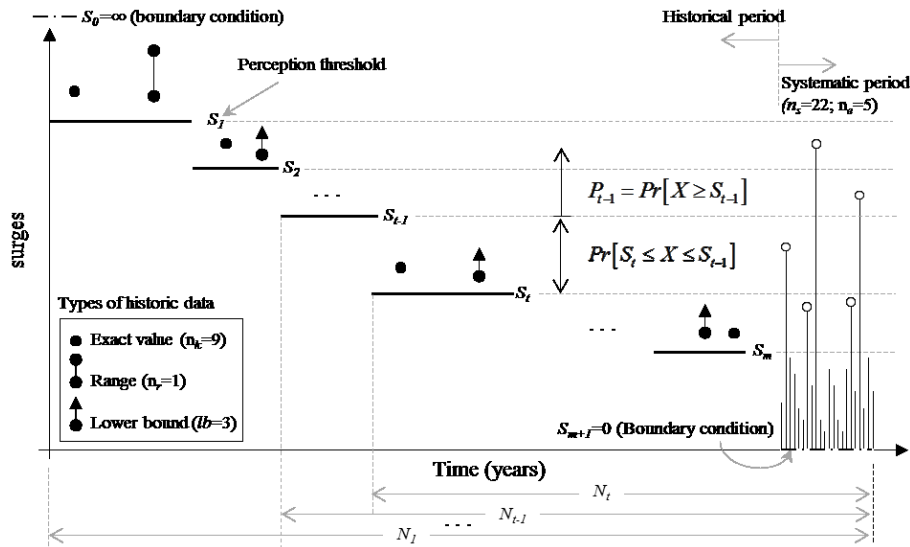 S0=∞ (boundary condition)
Historical period
Perception threshold
Systematic period
(ns=22; na=5)
S1
S2
. . .
St-1
Pt-1 = Pr[X ≥ St-1]
Pr[St ≤ X ≤ St-1]
surges
St
Types of historic data
Exact value (nk=9)
Range (nr=1)
Lower bound (lb=3)
. . .
Sm
Sm+1=0 (Boundary condition)
Time (years)
Nt
Nt-1
. . .
N1